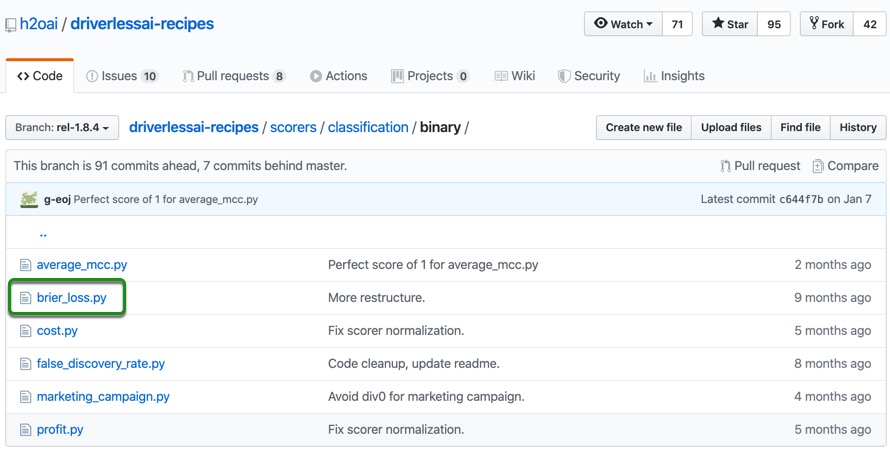 h2oai / driverlessai-recipes
Watch 71 Star 95 Fork 42
Code Issues 10 Pull requests 8 Actions Projects 0 Wiki Security Insights
Branch: rel-1.8.4 driverlessai-recipes / scorers / classification / binary / Create new file Upload files Find file History
This branch is 91 commits ahead, 7 commits behind master. Pull request Compare
g-eoj Perfect score of 1 for average_mcc.py Latest commit c644f7b on Jan 7
..
average_mcc.py Perfect score of 1 for average_mcc.py 2 months ago
brier_loss.py More restructure. 9 months ago
cost.py Fix scorer normalization. 5 months ago
false_discovery_rate.py Code cleanup, update readme. 8 months ago
marketing_campaign.py Avoid div0 for marketing campaign. 4 months ago
profit.py Fix scorer normalization. 5 months ago